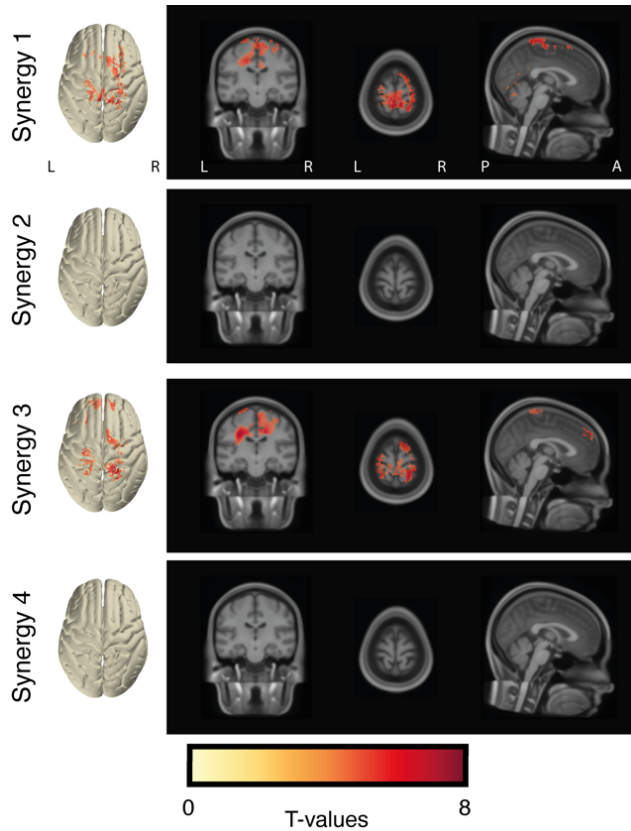 Synergy 1
L R L R L R P A
Synergy 2
Synergy 3
Synergy 4
0 8
T-values